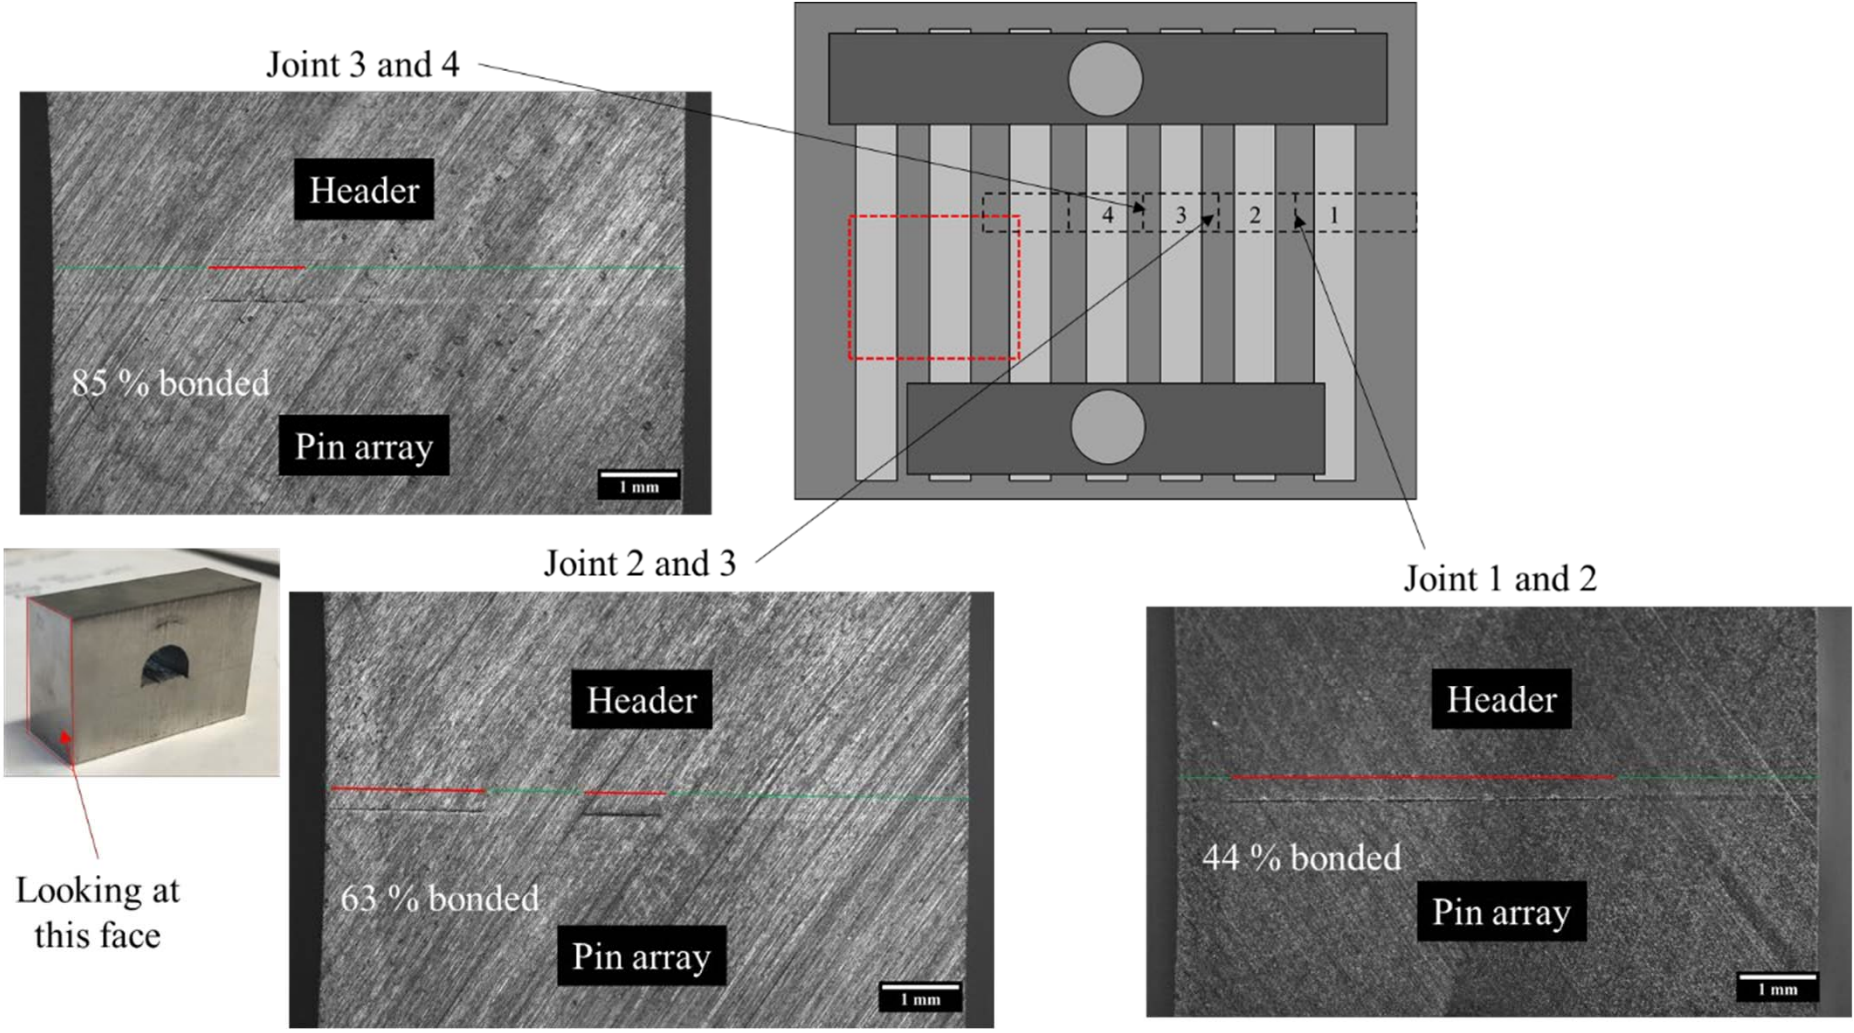 Joint 3 and 4
Header
85 % bonded
Pin array
1 mm
4
3
2
1
Joint 2 and 3
Header
63 % bonded
Pin array
1 mm
Joint 1 and 2
Header
44 % bonded
Pin array
1 mm
Looking at
this face